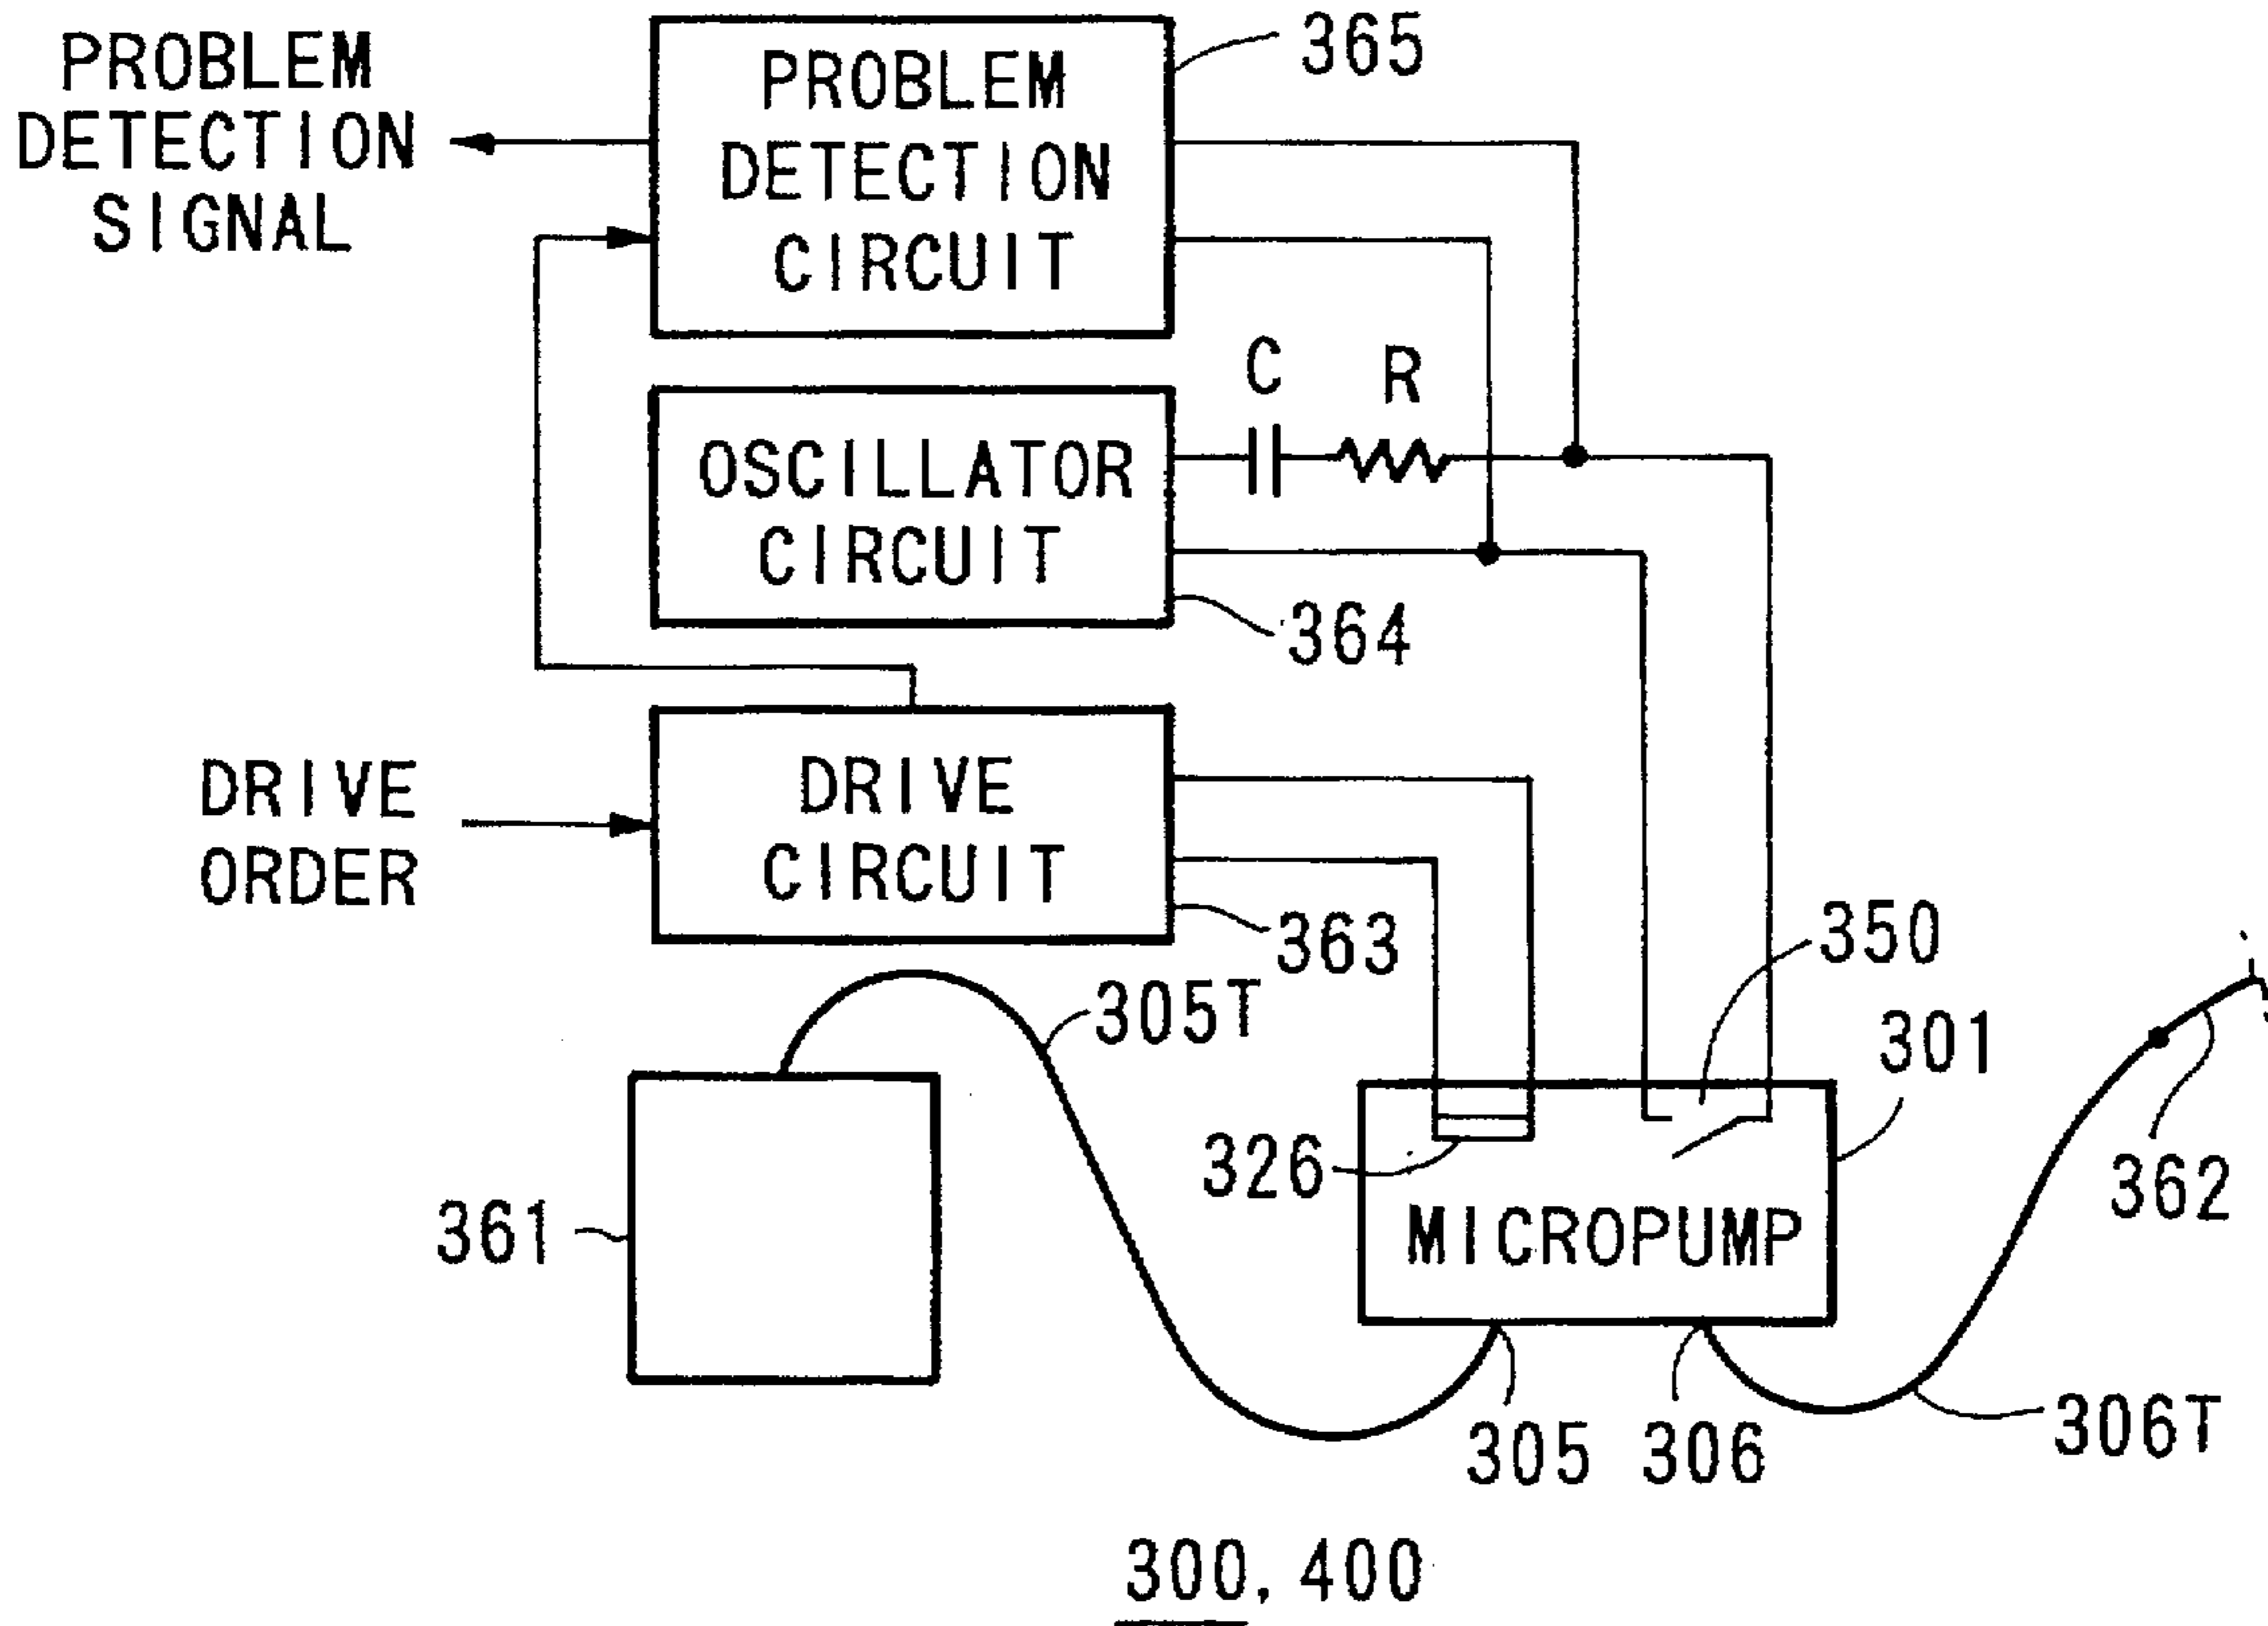 PROBLEM
DETECTION
SIGNAL
PROBLEM
DETECTION
CIRCUIT
365
C
R
OSCILLATOR
CIRCUIT
364
DRIVE
ORDER
DRIVE
CIRCUIT
363
350
305T
301
326
362
361
MICROPUMP
305
306
306T
300, 400